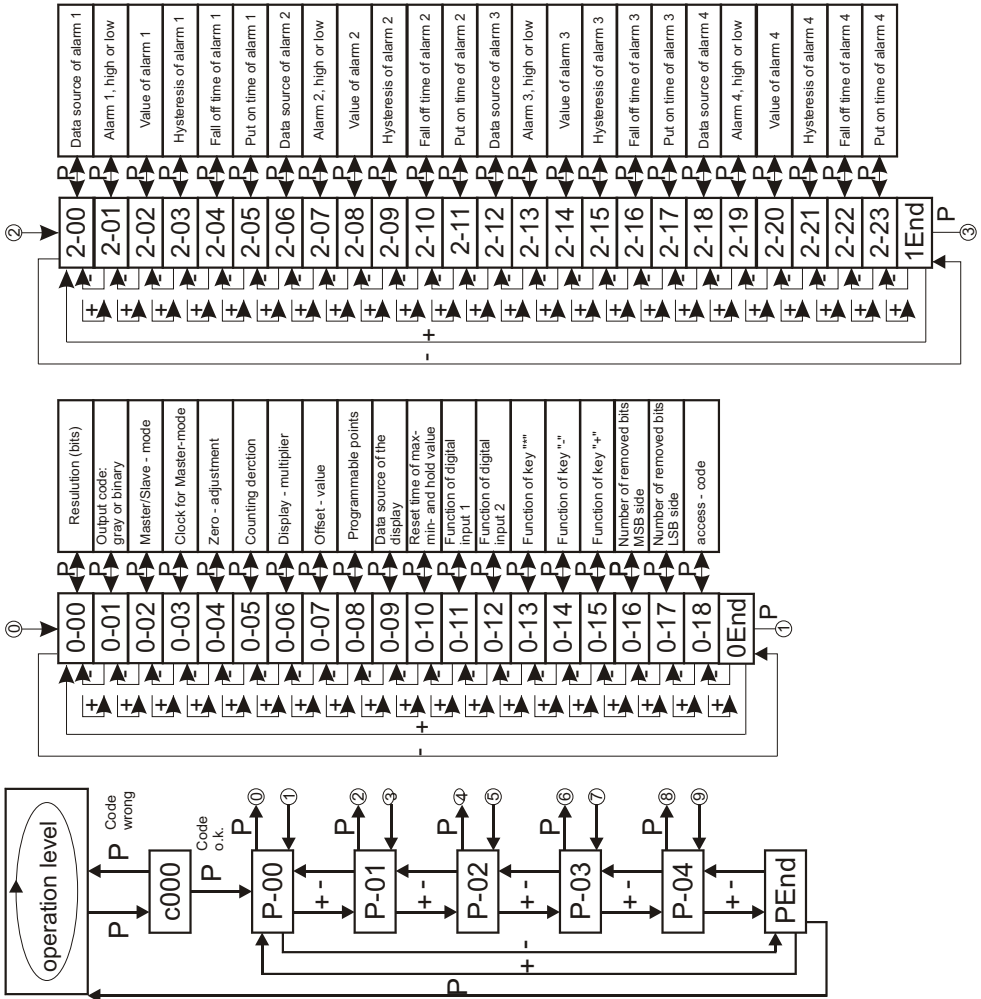 operation level
P
P
Code
wrong
c000
P
Code
o.k.
P-00
P
0
1
+ -
P-01
P
2
3
+ -
P-02
P
4
5
+ -
P-03
P
6
7
+ -
P-04
P
8
9
+ -
PEnd
-
+
P
0
0-00 P Resulution (bits)
+ -
0-01 P Output code:
gray or binary
+ -
0-02 P Master/Slave - mode
+ -
0-03 P Clock for Master-mode
+ -
0-04 P Zero - adjustment
+ -
0-05 P Counting derction
+ -
0-06 P Display - multiplier
+ -
0-07 P Offset - value
+ -
0-08 P Programmable points
+ -
0-09 P Data source of the
display
+ -
0-10 P Reset time of max-
min- and hold value
+ -
0-11 P Function of digital
input 1
+ -
0-12 P Function of digital
input 2
+ -
0-13 P Function of key "*"
+ -
0-14 P Function of key "-"
+ -
0-15 P Function of key "+"
+ -
0-16 P Number of removed bits
MSB side
+ -
0-17 P Number of removed bits
LSB side
+ -
0-18 P access - code
+ -
0End
P
1
+
-
2
2-00 P Data source of alarm 1
+ -
2-01 P Alarm 1, high or low
+ -
2-02 P Value of alarm 1
+ -
2-03 P Hysteresis of alarm 1
+ -
2-04 P Fall off time of alarm 1
+ -
2-05 P Put on time of alarm 1
+ -
2-06 P Data source of alarm 2
+ -
2-07 P Alarm 2, high or low
+ -
2-08 P Value of alarm 2
+ -
2-09 P Hysteresis of alarm 2
+ -
2-10 P Fall off time of alarm 2
+ -
2-11 P Put on time of alarm 2
+ -
2-12 P Data source of alarm 3
+ -
2-13 P Alarm 3, high or low
+ -
2-14 P Value of alarm 3
+ -
2-15 P Hysteresis of alarm 3
+ -
2-16 P Fall off time of alarm 3
+ -
2-17 P Put on time of alarm 3
+ -
2-18 P Data source of alarm 4
+ -
2-19 P Alarm 4, high or low
+ -
2-20 P Value of alarm 4
+ -
2-21 P Hysteresis of alarm 4
+ -
2-22 P Fall off time of alarm 4
+ -
2-23 P Put on time of alarm 4
+ -
1End
P
3
+
-